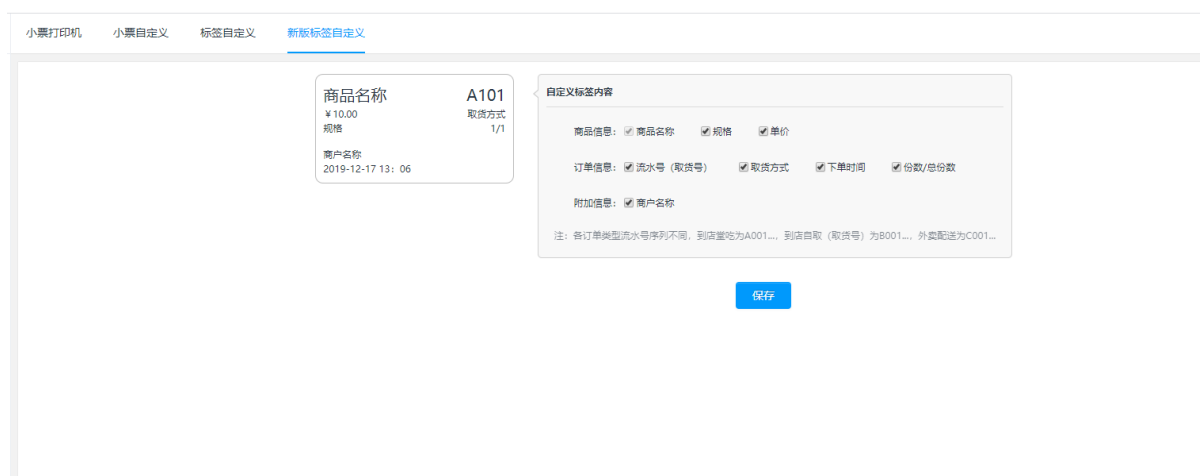 小票打印机 小票自定义 标签自定义 新版标签自定义
商品名称 A101
￥10.00 取货方式
规格 1/1
商户名称
2019-12-17 13：06
自定义标签内容
商品信息： 商品名称 规格 单价
订单信息： 流水号（取货号） 取货方式 下单时间 份数/总份数
附加信息： 商户名称
注：各订单类型流水号序列不同，到店堂吃为A001...，到店自取（取货号）为B001...，外卖配送为C001...
保存